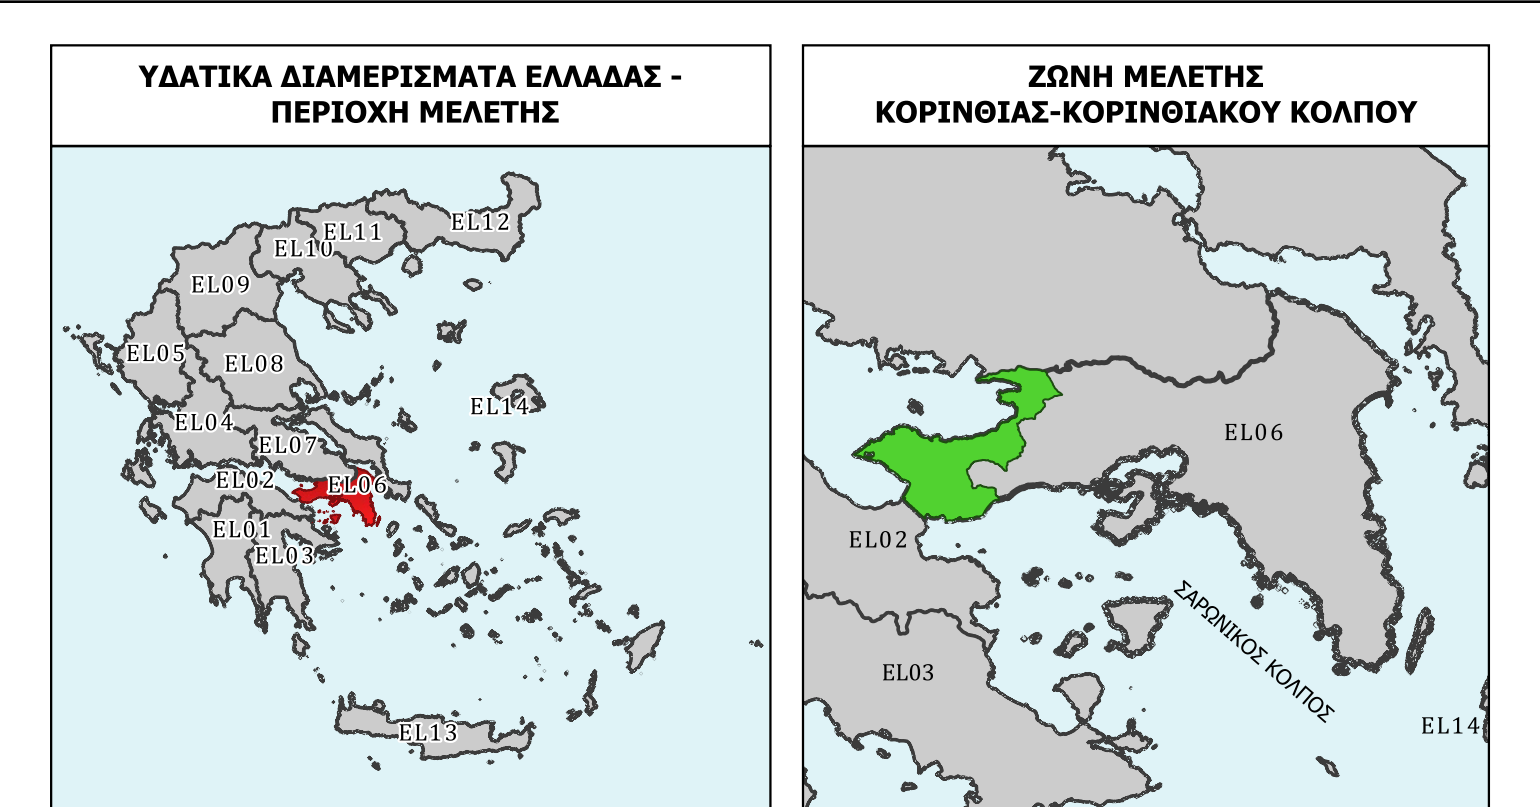 ΥΔΑΤΙΚΑ ΔΙΑΜΕΡΙΣΜΑΤΑ ΕΛΛΑΔΑΣ -
ΠΕΡΙΟΧΗ ΜΕΛΕΤΗΣ
EL12
EL11
EL10
EL09
EL05
EL08
EL14
EL04
EL07
EL02
EL06
EL01
EL03
EL13
ΖΩΝΗ ΜΕΛΕΤΗΣ
ΚΟΡΙΝΘΙΑΣ-ΚΟΡΙΝΘΙΑΚΟΥ ΚΟΛΠΟΥ
EL06
EL02
ΣΑΡΩΝΙΚΟΣ ΚΟΛΠΟΣ
EL03
EL14